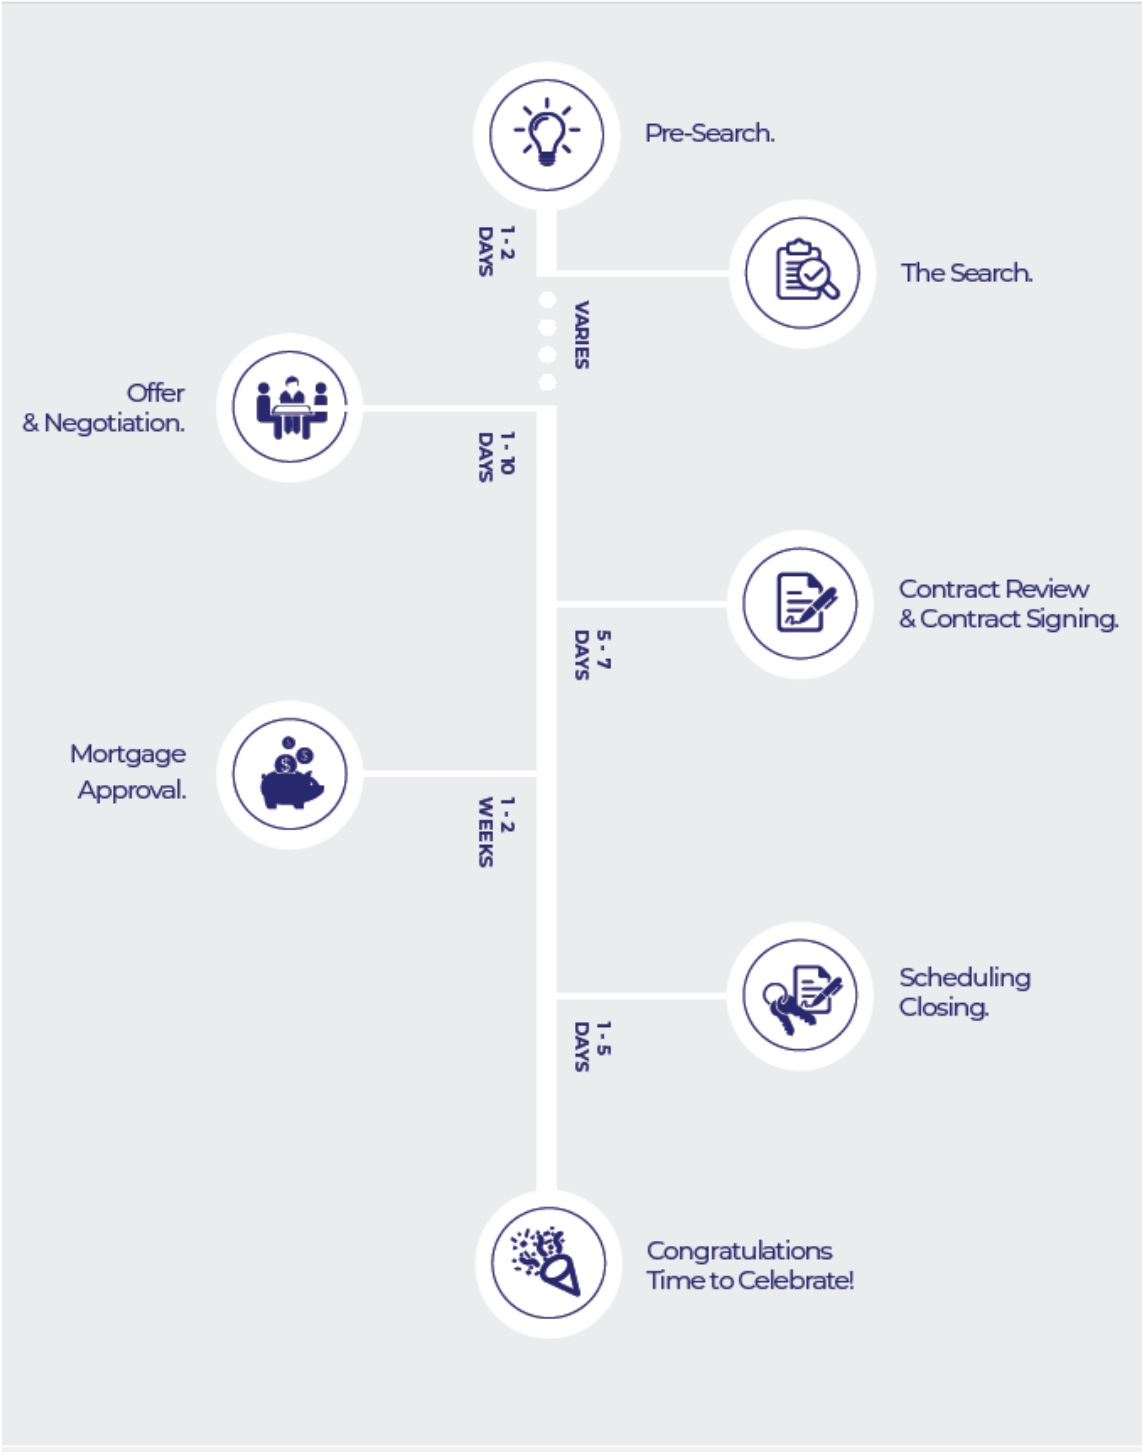 Pre-Search.
1 - 2
DAYS
The Search.
VARIES
Offer
& Negotiation.
1 - 10
DAYS
Contract Review
& Contract Signing.
5 - 7
DAYS
Mortgage
Approval.
$
$
$
1 - 2
WEEKS
Scheduling
Closing.
1 - 5
DAYS
Congratulations
Time to Celebrate!